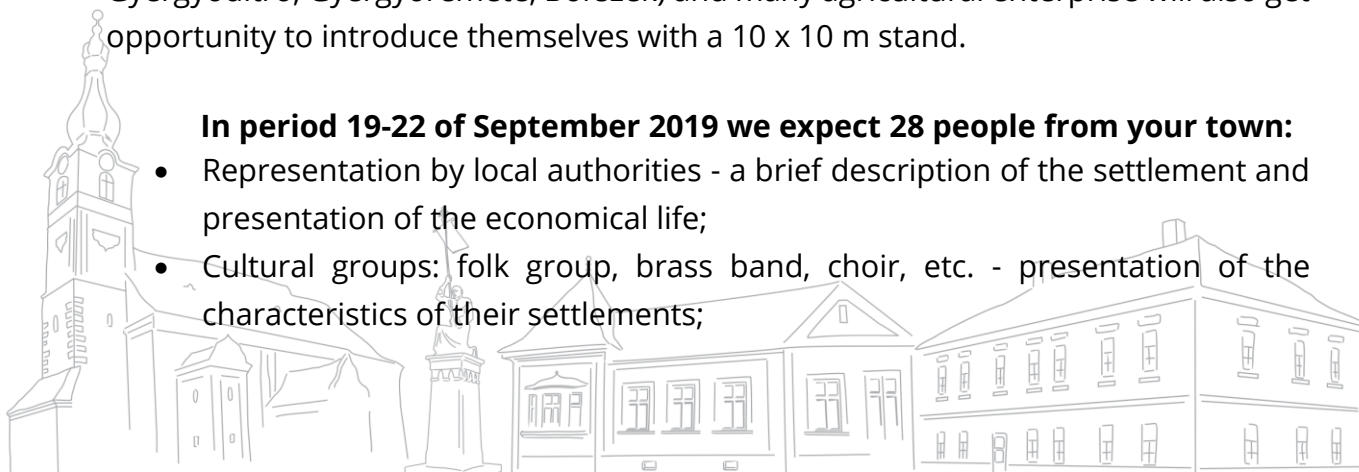 opportunity to introduce themselves with a 10 x 10 m stand.
In period 19-22 of September 2019 we expect 28 people from your town:
• Representation by local authorities - a brief description of the settlement and
presentation of the economical life;
• Cultural groups: folk group, brass band, choir, etc. - presentation of the
characteristics of their settlements;